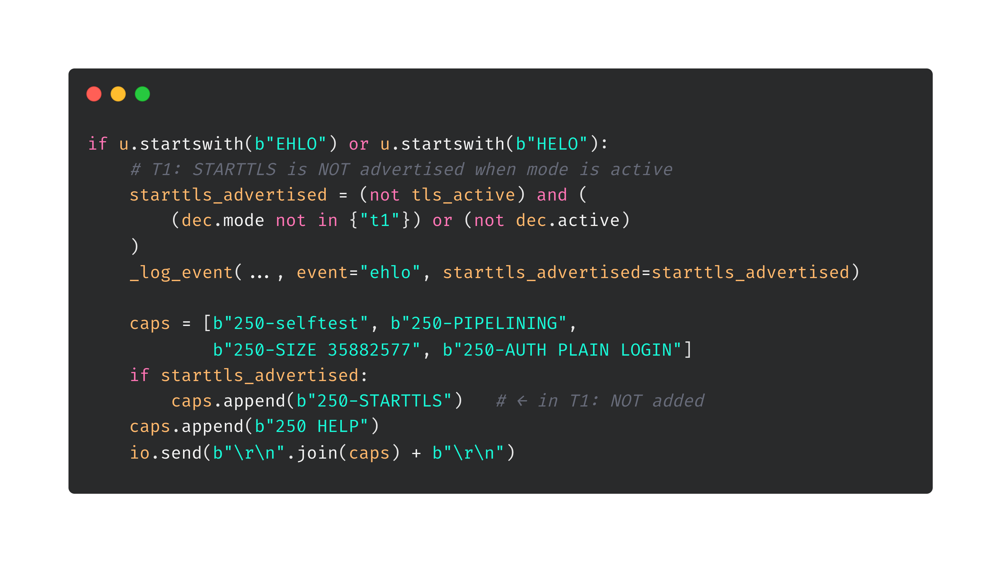 if u.startswith(b"EHLO") or u.startswith(b"HELO"):
    # T1: STARTTLS is NOT advertised when mode is active
    starttls_advertised = (not tls_active) and (
        (dec.mode not in {"t1"}) or (not dec.active)
    )
    _log_event(..., event="ehlo", starttls_advertised=starttls_advertised)

    caps = [b"250-selftest", b"250-PIPELINING",
            b"250-SIZE 35882577", b"250-AUTH PLAIN LOGIN"]
    if starttls_advertised:
        caps.append(b"250-STARTTLS")   # ← in T1: NOT added
    caps.append(b"250 HELP")
    io.send(b"\r\n".join(caps) + b"\r\n")